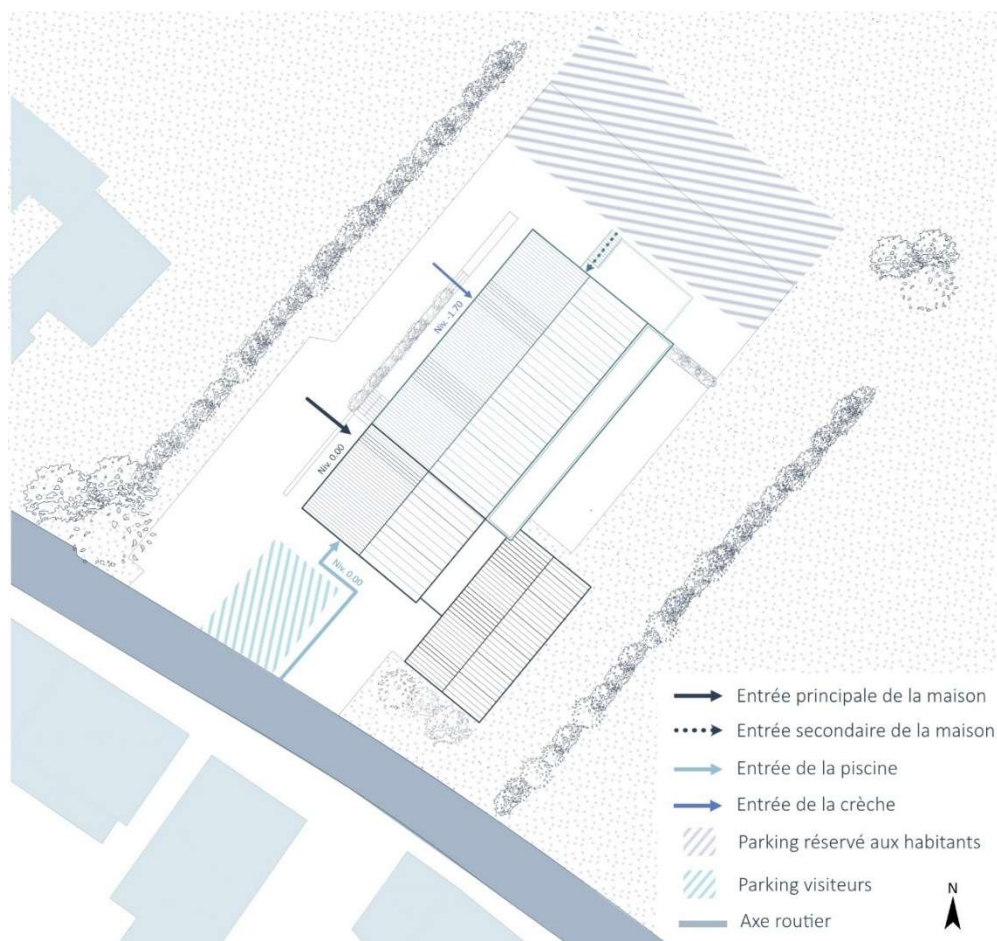 Niv. -1.70
Niv. 0.00
Niv. 0.00
Entrée principale de la maison
Entrée secondaire de la maison
Entrée de la piscine
Entrée de la crèche
Parking réservé aux habitants
Parking visiteurs
N
Axe routier